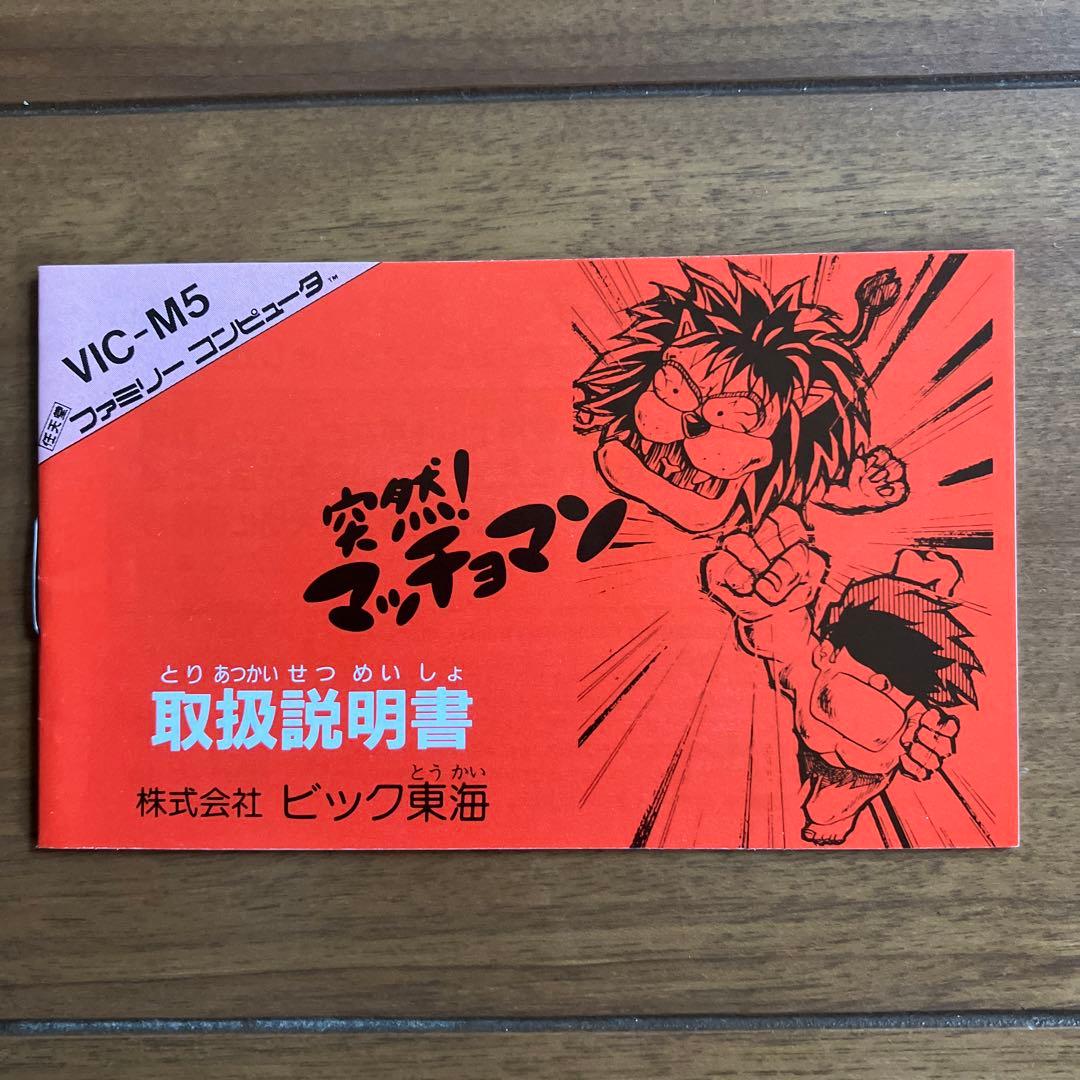 VIC-M5
任天堂 ファミリー コンピュータ™
突然!
マッチョマン
とり あつかい せつ めい しょ
取扱説明書
とう かい
株式会社 ビック東海